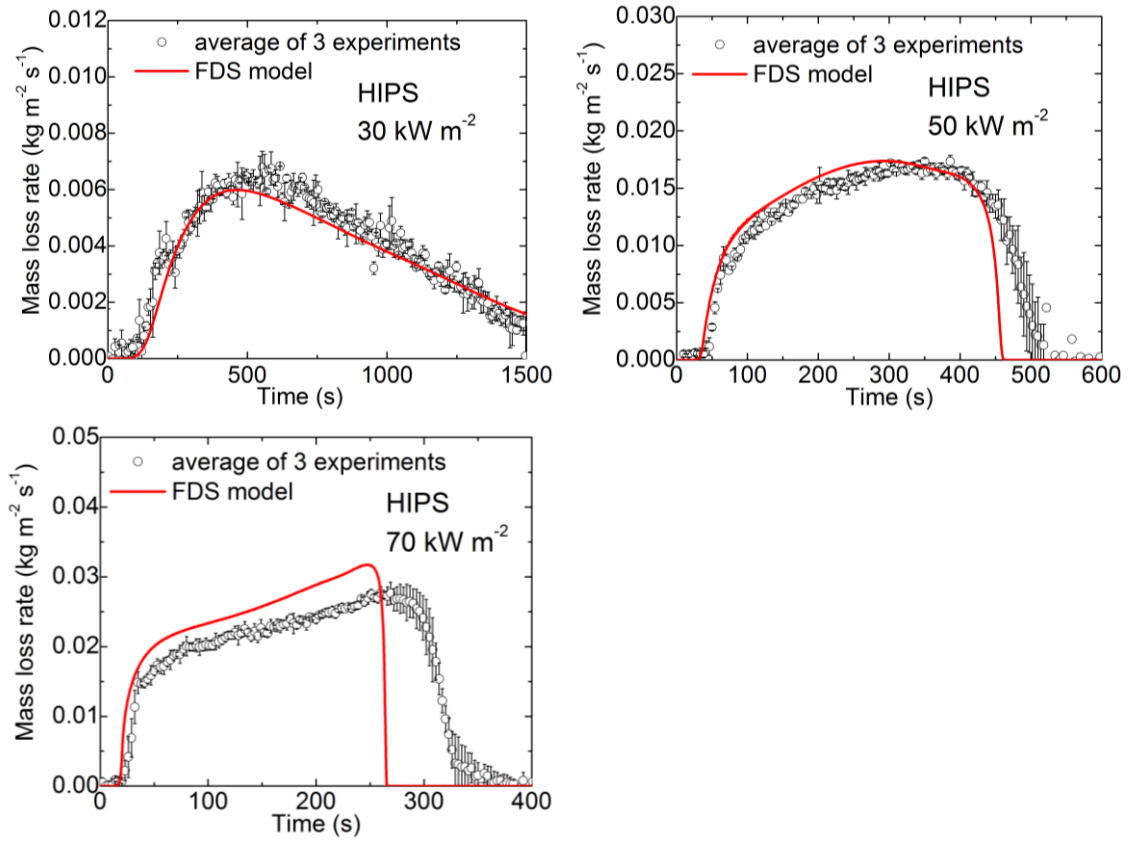 0.012
0.010
0.008
0.006
0.004
0.002
0.000
Mass loss rate (kg m⁻² s⁻¹)
average of 3 experiments
FDS model
HIPS
30 kW m⁻²
0 500 1000 1500
Time (s)
0.030
0.025
0.020
0.015
0.010
0.005
0.000
Mass loss rate (kg m⁻² s⁻¹)
average of 3 experiments
FDS model
HIPS
50 kW m⁻²
0 100 200 300 400 500 600
Time (s)
0.05
0.04
0.03
0.02
0.01
0.00
Mass loss rate (kg m⁻² s⁻¹)
average of 3 experiments
FDS model
HIPS
70 kW m⁻²
0 100 200 300 400
Time (s)